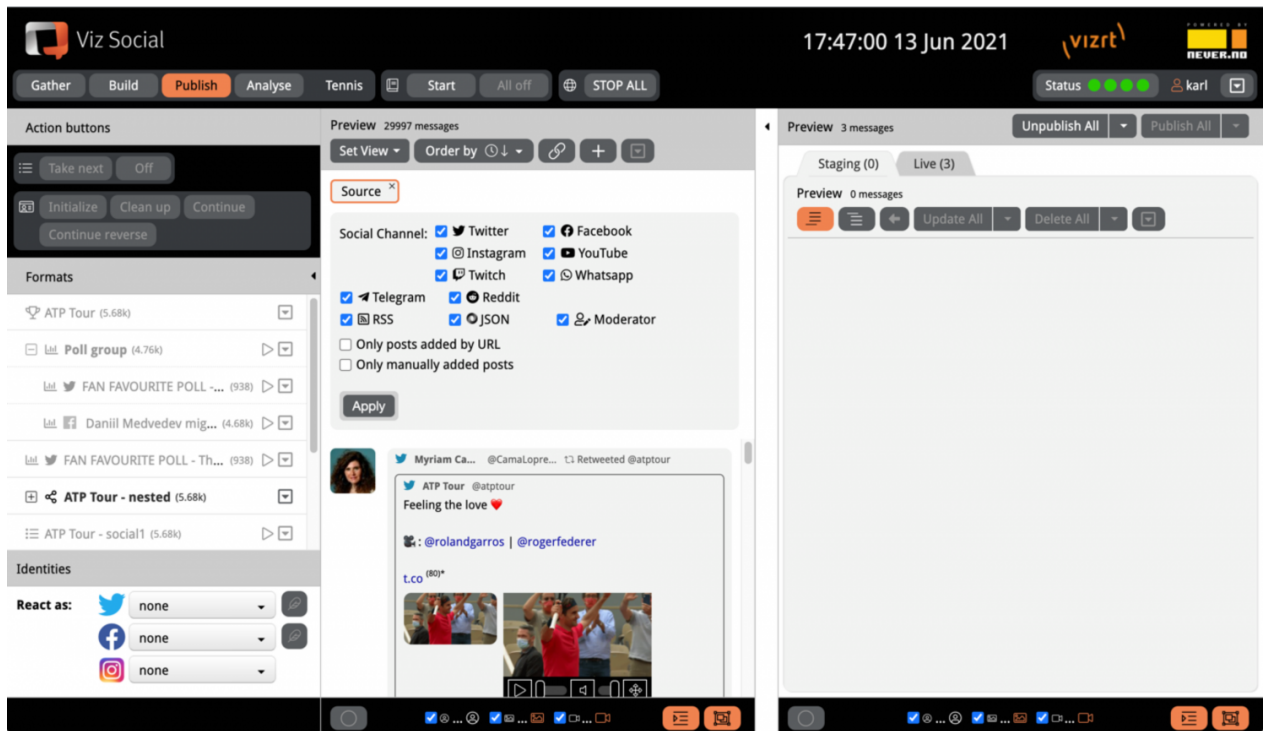 Viz Social
17:47:00 13 Jun 2021
vizrt
POWERED BY
NEVER.NO
Gather Build Publish Analyse Tennis Start All off STOP ALL
Status karl
Action buttons
Take next Off
Initialize Clean up Continue
Continue reverse
Formats
ATP Tour (5.68k)
Poll group (4.76k)
FAN FAVOURITE POLL -... (938)
Daniil Medvedev mig... (4.68k)
FAN FAVOURITE POLL - Th... (938)
ATP Tour - nested (5.68k)
ATP Tour - social1 (5.68k)
Identities
React as: none
none
none
Preview 29997 messages
Set View Order by
Source ×
Social Channel: Twitter Facebook
Instagram YouTube
Twitch Whatsapp
Telegram Reddit
RSS JSON Moderator
Only posts added by URL
Only manually added posts
Apply
Myriam Ca... @CamaLopre... Retweeted @atptour
ATP Tour @atptour
Feeling the love ❤️
🎥: @rolandgarros | @rogerfederer
t.co (80)*
... ... ...
Preview 3 messages Unpublish All Publish All
Staging (0) Live (3)
Preview 0 messages
Update All Delete All
... ... ...